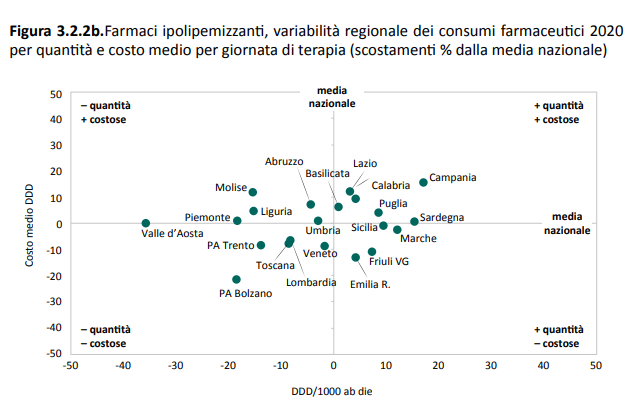 Figura 3.2.2b.Farmaci ipolipemizzanti, variabilità regionale dei consumi farmaceutici 2020
per quantità e costo medio per giornata di terapia (scostamenti % dalla media nazionale)
media
nazionale
50
– quantità
+ costose
+ quantità
+ costose
40
30
20
Abruzzo
Lazio
Basilicata
Campania
Molise
Calabria
10
Liguria
Puglia
Piemonte
Sardegna
media
nazionale
0
Valle d’Aosta
Umbria
Sicilia
Marche
PA Trento
-10
Veneto
Toscana
Friuli VG
Lombardia
Emilia R.
-20
PA Bolzano
-30
-40
– quantità
– costose
+ quantità
– costose
-50
Costo medio DDD
-50 -40 -30 -20 -10 0 10 20 30 40 50
DDD/1000 ab die